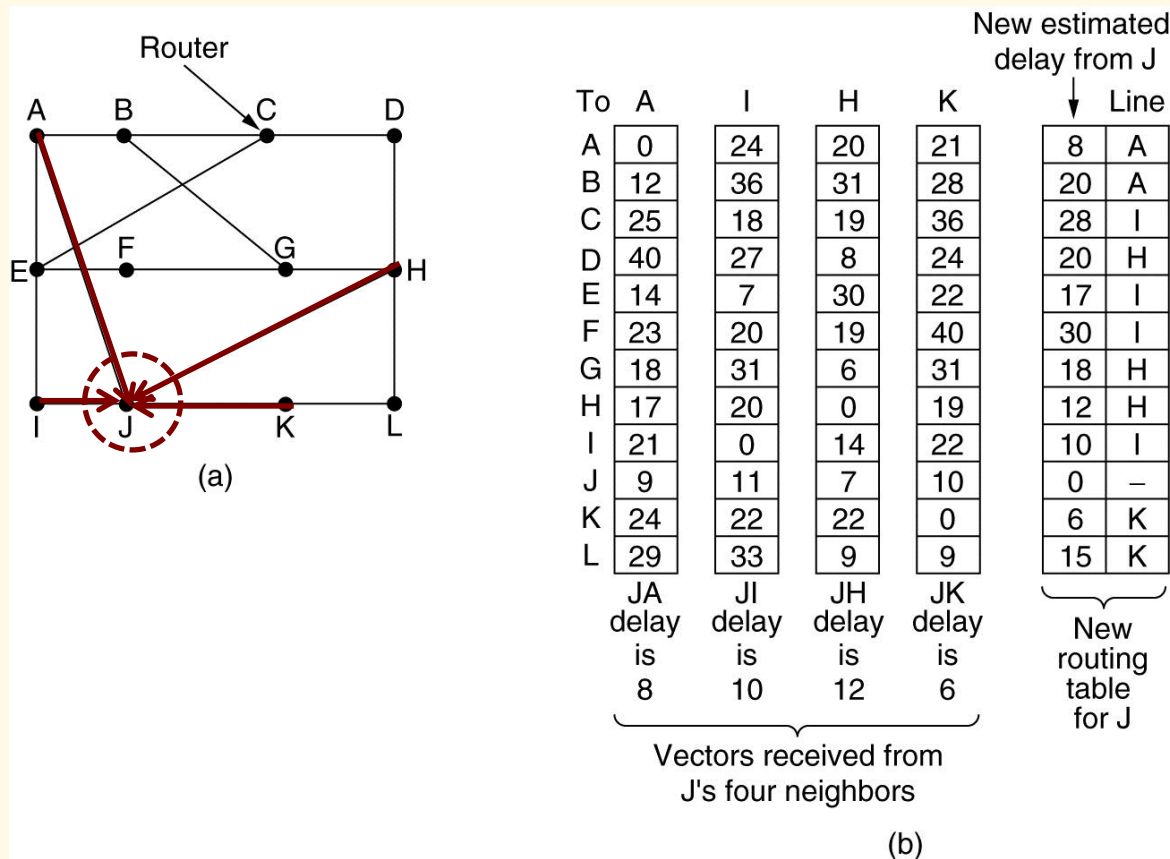 Router
A B C D
E F G H
I J K L
(a)
New estimated
delay from J
To A I H K Line
A 0 24 20 21 8 A
B 12 36 31 28 20 A
C 25 18 19 36 28 I
D 40 27 8 24 20 H
E 14 7 30 22 17 I
F 23 20 19 40 30 I
G 18 31 6 31 18 H
H 17 20 0 19 12 H
I 21 0 14 22 10 I
J 9 11 7 10 0 –
K 24 22 22 0 6 K
L 29 33 9 9 15 K
JA JI JH JK
delay delay delay delay
is is is is
8 10 12 6
New
routing
table
for J
Vectors received from
J's four neighbors
(b)